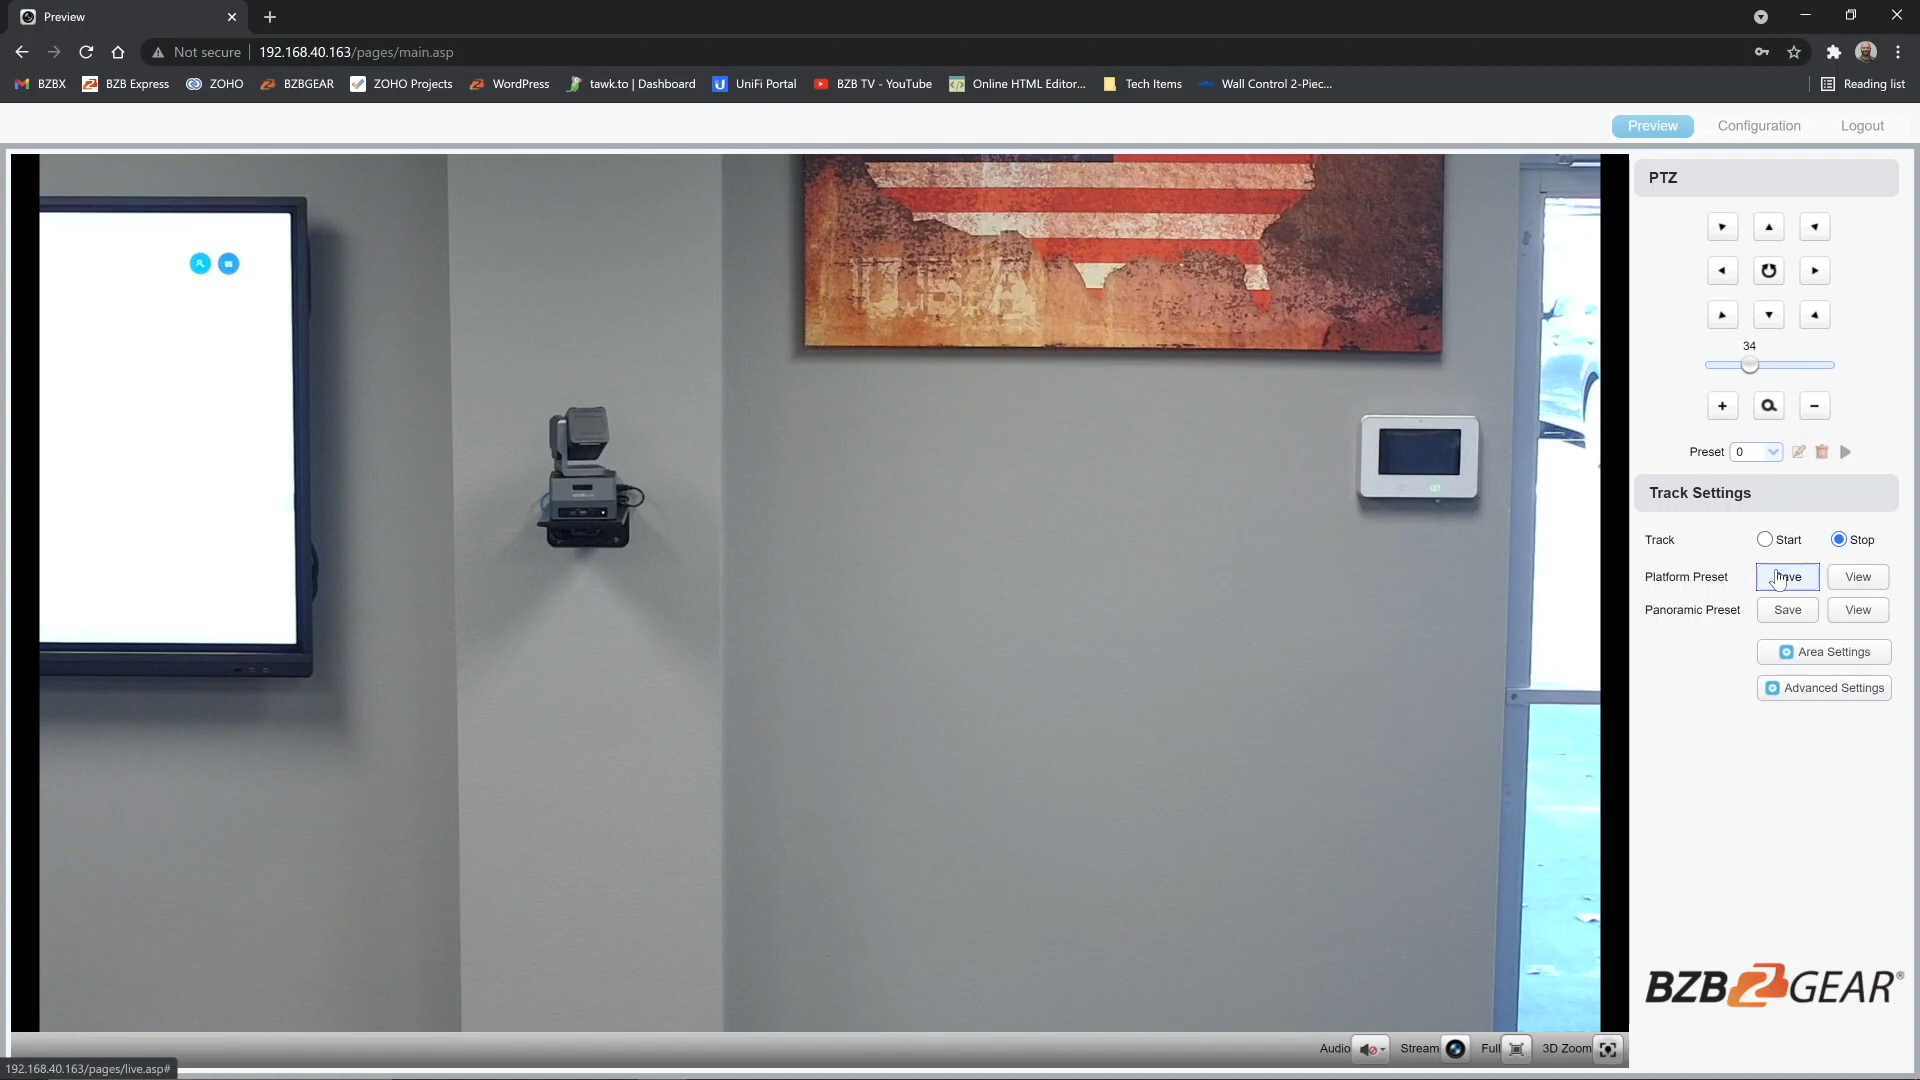 Preview
Not secure
192.168.40.163/pages/main.asp
BZBX
BZB Express
ZOHO
BZBGEAR
ZOHO Projects
WordPress
tawk.to | Dashboard
UniFi Portal
BZB TV - YouTube
Online HTML Editor...
Tech Items
Wall Control 2-Piec...
Reading list
Preview
Configuration
Logout
PTZ
U.S.A
34
Preset 0
Track Settings
Track Start Stop
Platform Preset View
Panoramic Preset Save View
Area Settings
Advanced Settings
BZBGEAR®
Audio Stream Full 3D Zoom
192.168.40.163/pages/live.asp#